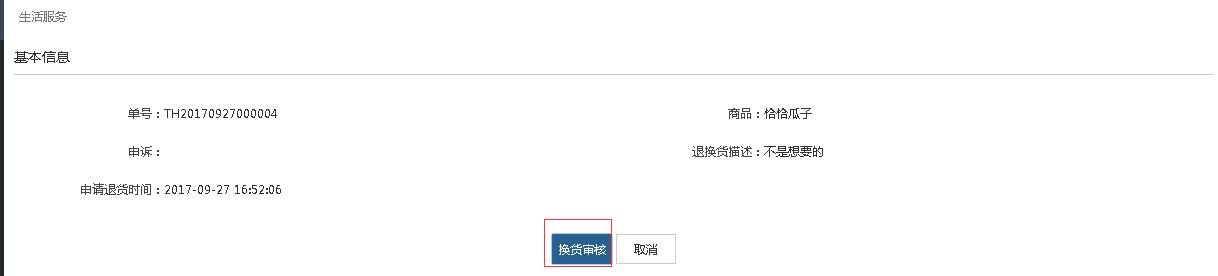 生活服务
基本信息
单号：TH20170927000004 商品：恰恰瓜子
申诉： 退换货描述：不是想要的
申请退货时间：2017-09-27 16:52:06
换货审核 取消